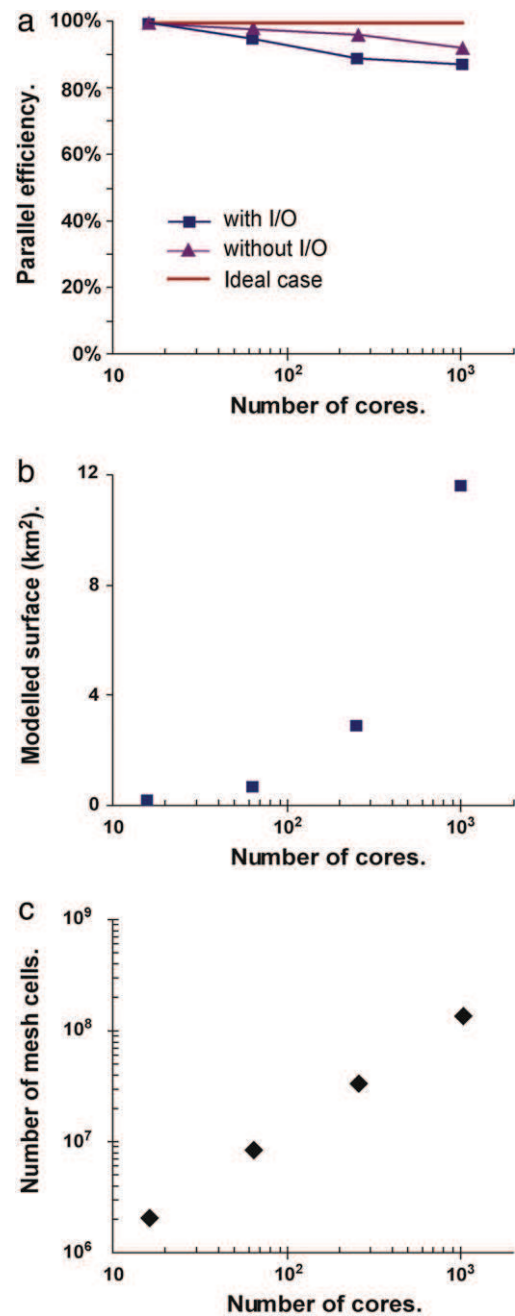 a
100%
80%
60%
40%
20%
0%
Parallel efficiency.
with I/O
without I/O
Ideal case
10
10²
10³
Number of cores.
b
12
8
4
0
Modelled surface (km²).
10
10²
10³
Number of cores.
c
10⁹
10⁸
10⁷
10⁶
Number of mesh cells.
10
10²
10³
Number of cores.